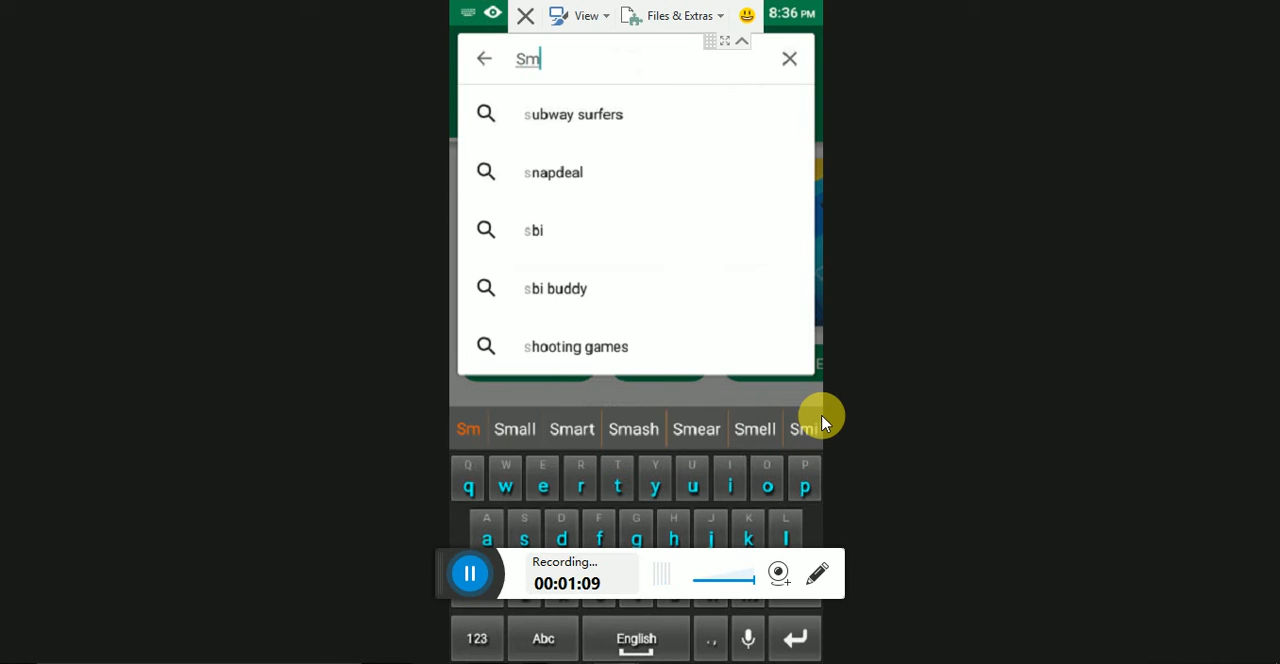 View Files & Extras 8:36 PM
Sm
subway surfers
snapdeal
sbi
sbi buddy
shooting games
E
Sm Small Smart Smash Smear Smell Smi
Q W E R T Y U I O P
q w e r t y u i o p
A S D F G H J K L
a s d f g h j k l
Recording...
00:01:09
123 Abc English .,